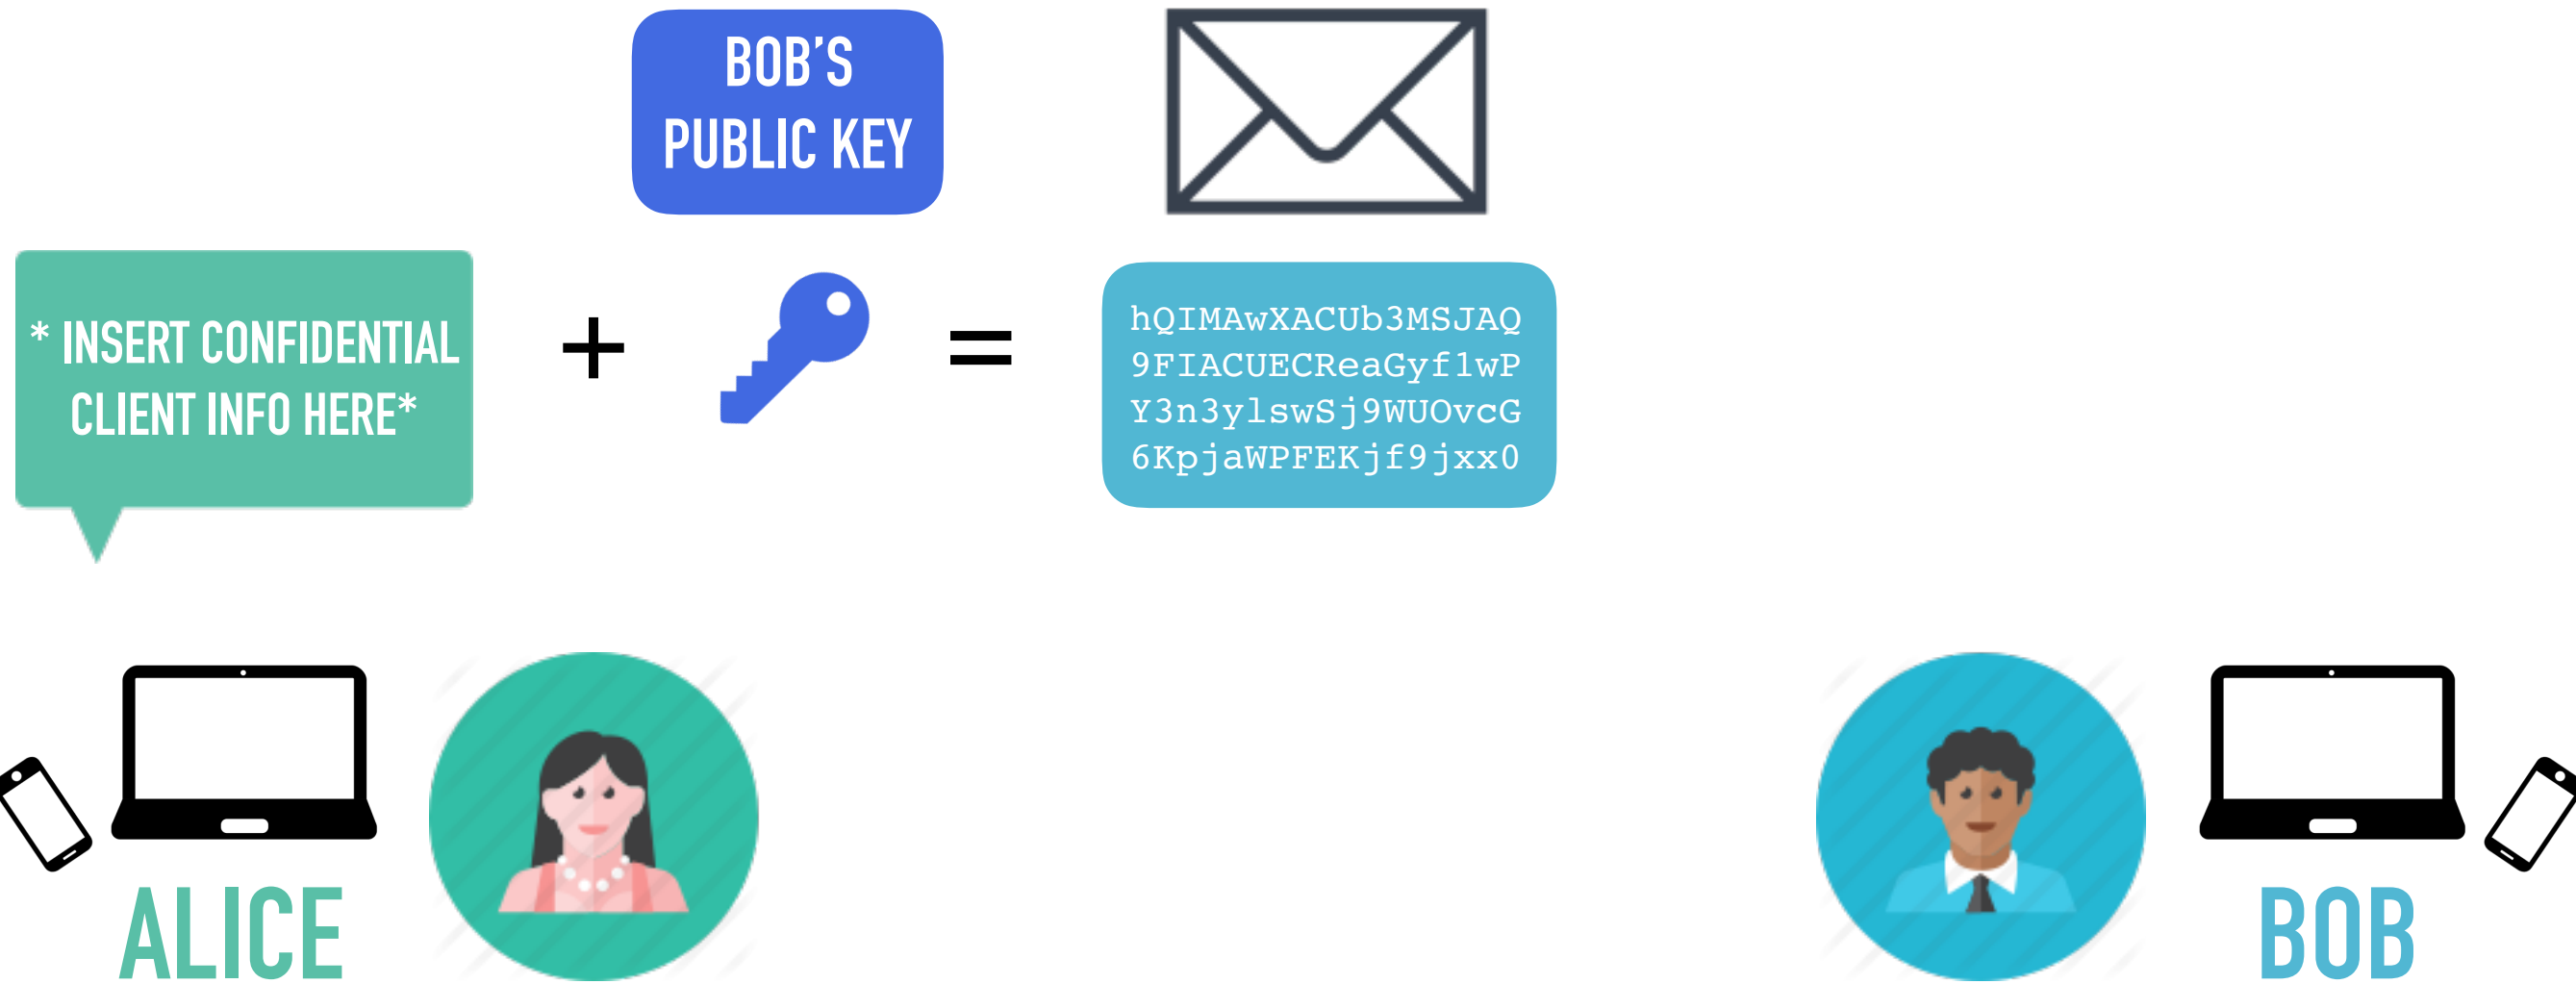 BOB'S
PUBLIC KEY
* INSERT CONFIDENTIAL
CLIENT INFO HERE*
+
=
hQIMAwXACUb3MSJAQ
9FIACUECReaGyf1wP
Y3n3ylswSj9WUOvcG
6KpjaWPFEKjf9jxx0
ALICE
BOB